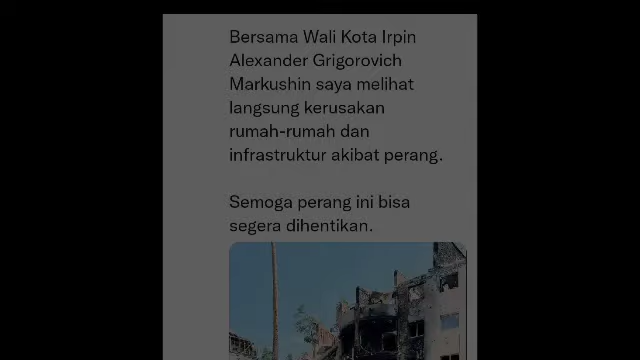 Bersama Wali Kota Irpin
Alexander Grigorovich
Markushin saya melihat
langsung kerusakan
rumah-rumah dan
infrastruktur akibat perang.
Semoga perang ini bisa
segera dihentikan.